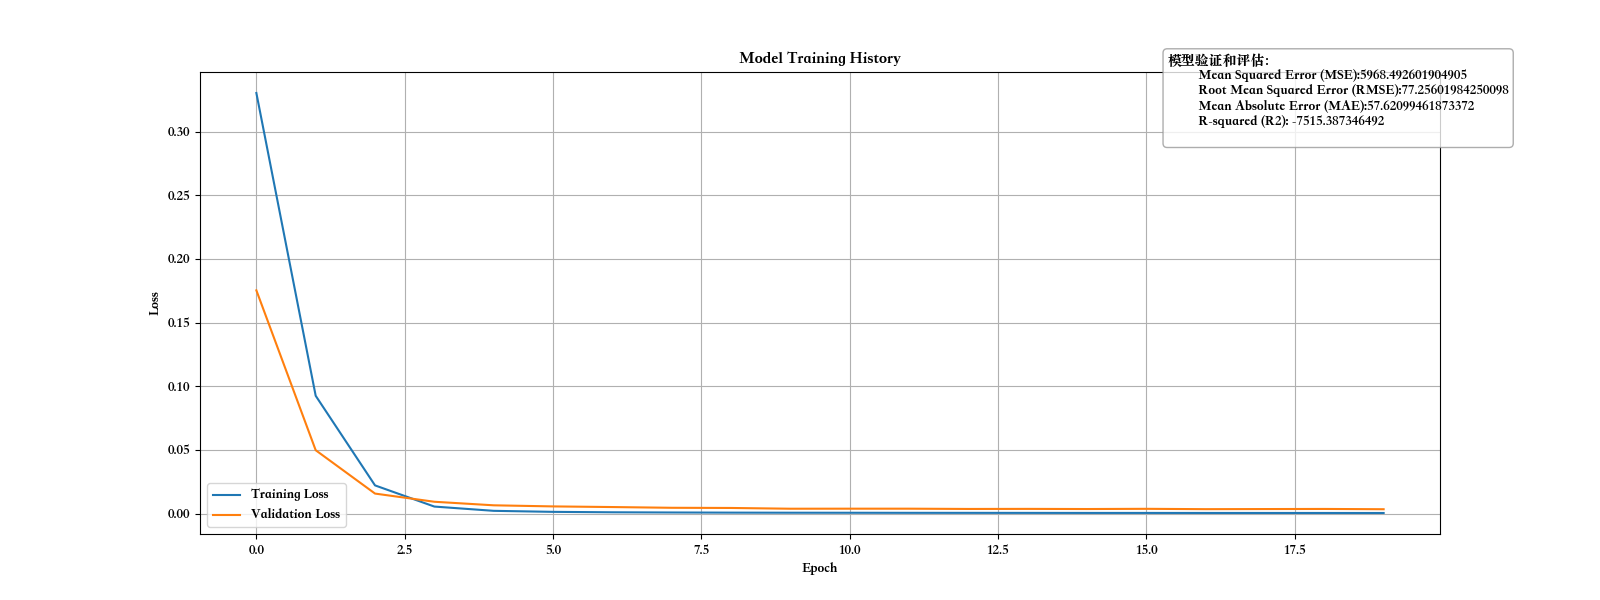 Model Training History
模型验证和评估:
Mean Squared Error (MSE):5968.492601904905
Root Mean Squared Error (RMSE):77.25601984250098
Mean Absolute Error (MAE):57.62099461873372
R-squared (R2): -7515.387346492
Loss
0.30
0.25
0.20
0.15
0.10
0.05
0.00
Training Loss
Validation Loss
0.0
2.5
5.0
7.5
10.0
12.5
15.0
17.5
Epoch